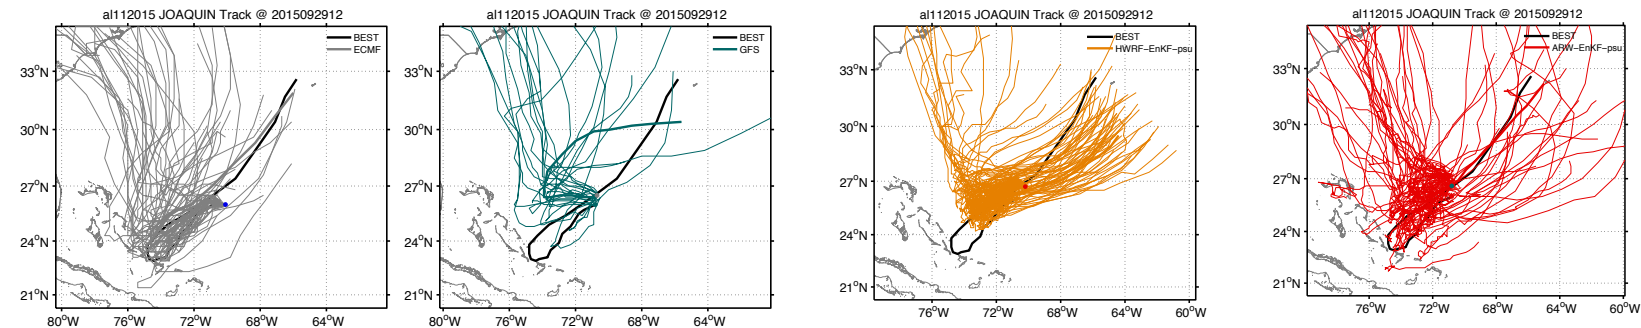 al112015 JOAQUIN Track @ 2015092912
BEST
ECMF
33°N
30°N
27°N
24°N
21°N
80°W 76°W 72°W 68°W 64°W
al112015 JOAQUIN Track @ 2015092912
BEST
GFS
33°N
30°N
27°N
24°N
21°N
80°W 76°W 72°W 68°W 64°W
al112015 JOAQUIN Track @ 2015092912
BEST
HWRF-EnKF-psu
33°N
30°N
27°N
24°N
21°N
76°W 72°W 68°W 64°W 60°W
al112015 JOAQUIN Track @ 2015092912
BEST
ARW-EnKF-psu
33°N
30°N
27°N
24°N
21°N
76°W 72°W 68°W 64°W 60°W